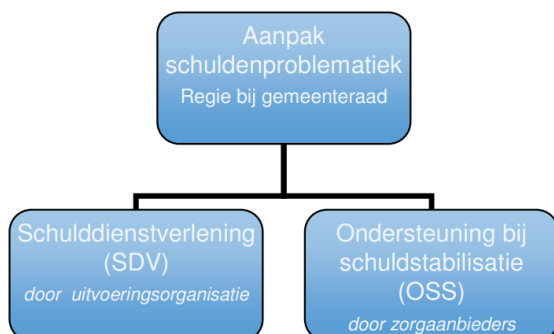 Aanpak
schuldenproblematiek
Regie bij gemeenteraad
Schulddienstverlening
(SDV)
door uitvoeringsorganisatie
Ondersteuning bij
schuldstabilisatie
(OSS)
door zorgaanbieders